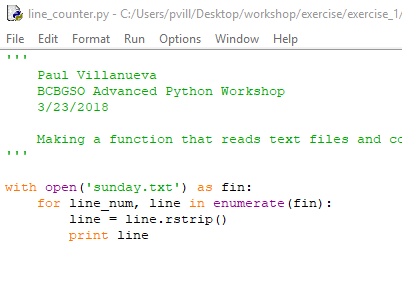 line_counter.py - C:/Users/pvill/Desktop/workshop/exercise/exercise_1/
File Edit Format Run Options Window Help
'''
    Paul Villanueva
    BCBGSO Advanced Python Workshop
    3/23/2018

    Making a function that reads text files and co
'''

with open('sunday.txt') as fin:
    for line_num, line in enumerate(fin):
        line = line.rstrip()
        print line